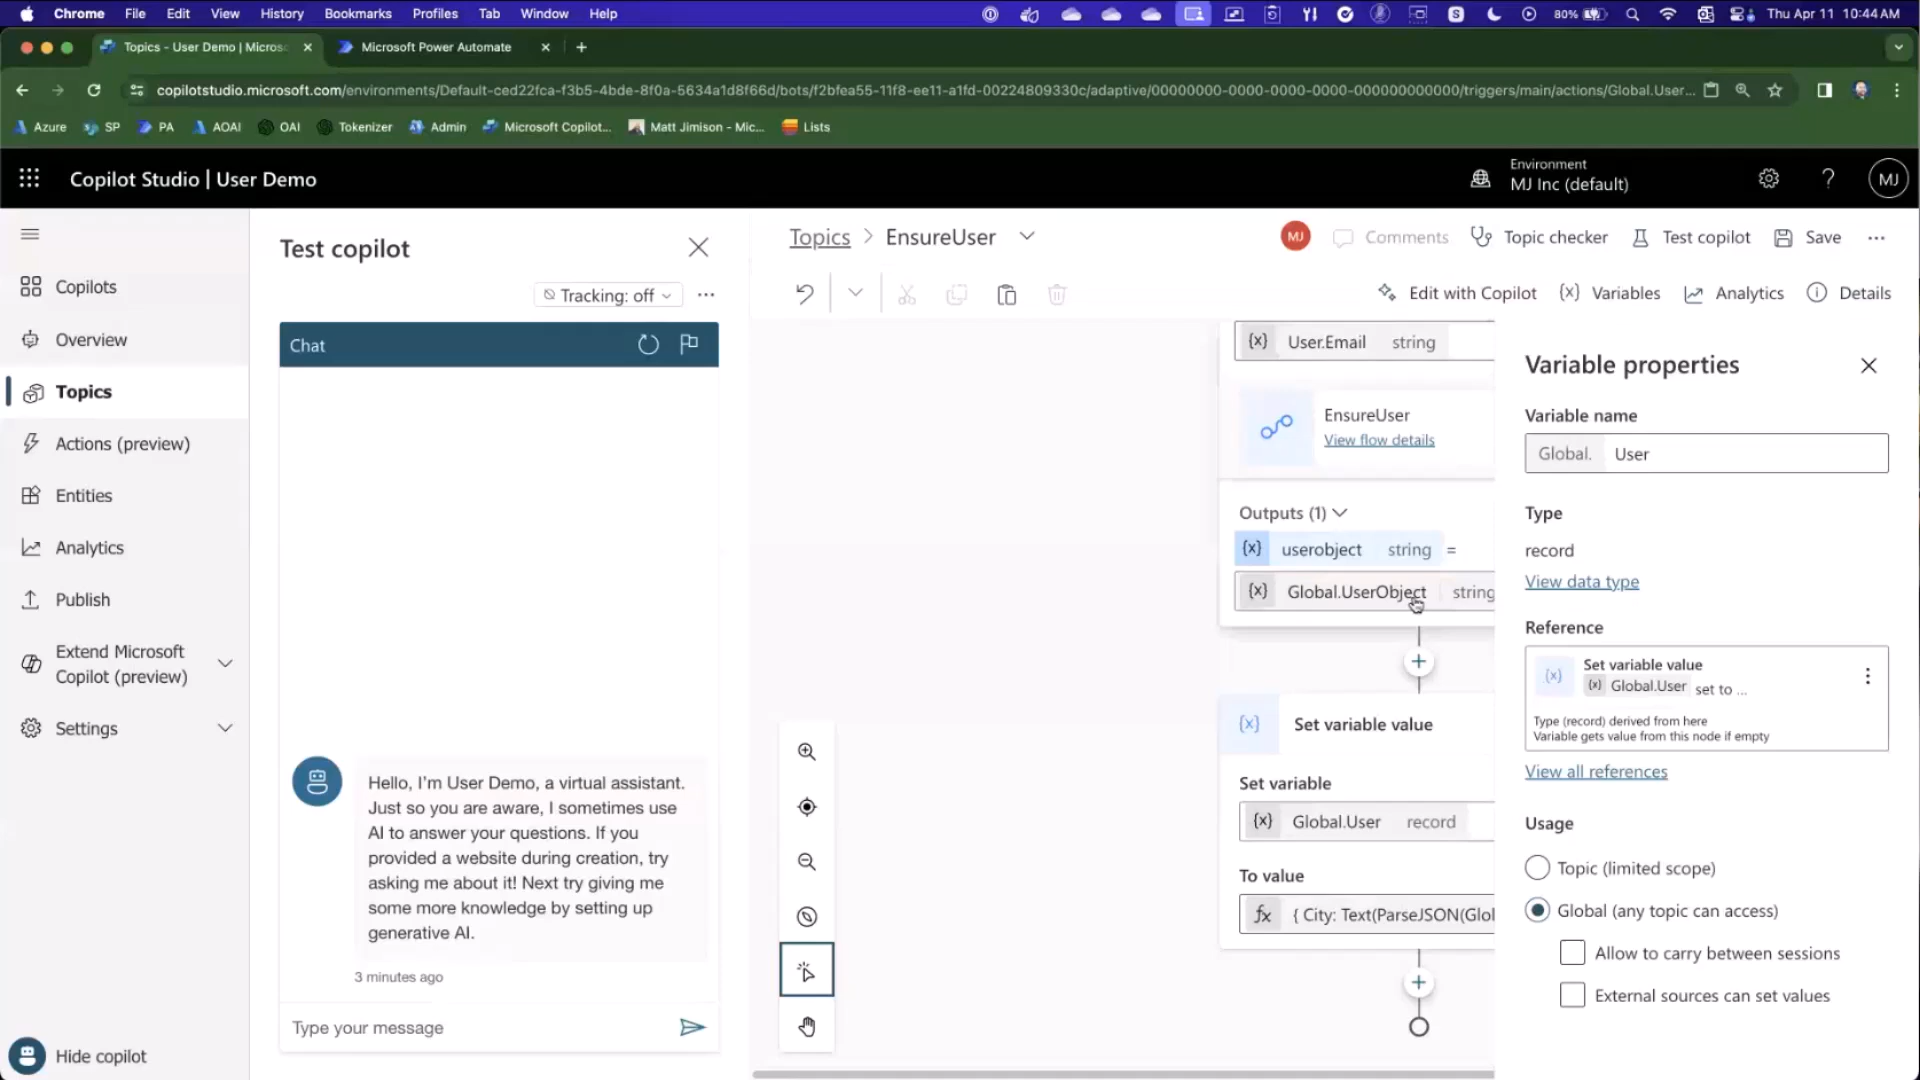 Chrome File Edit View History Bookmarks Profiles Tab Window Help 80% Thu Apr 11 10:44 AM
Topics - User Demo | Micros Microsoft Power Automate
copilotstudio.microsoft.com/environments/Default-ced22fca-f3b5-4bde-8f0a-5634a1d8f66d/bots/f2bfea55-11f8-ee11-a1fd-00224809330c/adaptive/00000000-0000-0000-0000-000000000000/triggers/main/actions/Global.User...
Azure SP PA AOAI OAI Tokenizer Admin Microsoft Copilot... Matt Jimison - Mic... Lists
Copilot Studio | User Demo
Environment
MJ Inc (default)
? MJ
Copilots
Overview
Topics
Actions (preview)
Entities
Analytics
Publish
Extend Microsoft
Copilot (preview)
Settings
Hide copilot
Test copilot
Tracking: off ...
Chat
Hello, I'm User Demo, a virtual assistant.
Just so you are aware, I sometimes use
AI to answer your questions. If you
provided a website during creation, try
asking me about it! Next try giving me
some more knowledge by setting up
generative AI.
3 minutes ago
Type your message
Topics > EnsureUser
MJ Comments Topic checker Test copilot Save ...
Edit with Copilot {x} Variables Analytics Details
{x} User.Email string
EnsureUser
View flow details
Outputs (1)
{x} userobject string =
{x} Global.UserObject string
{x} Set variable value
Set variable
{x} Global.User record
To value
fx { City: Text(ParseJSON(Glol
Variable properties
Variable name
Global. User
Type
record
View data type
Reference
{x} Set variable value
{x} Global.User set to ...
Type (record) derived from here
Variable gets value from this node if empty
View all references
Usage
Topic (limited scope)
Global (any topic can access)
Allow to carry between sessions
External sources can set values